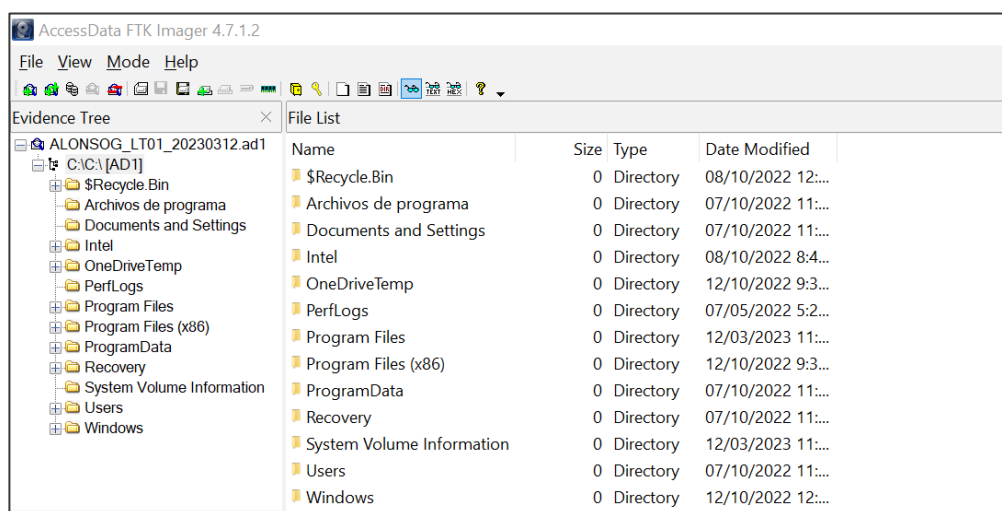 AccessData FTK Imager 4.7.1.2
File View Mode Help
Evidence Tree
ALONSOG_LT01_20230312.ad1
C:\C:\ [AD1]
$Recycle.Bin
Archivos de programa
Documents and Settings
Intel
OneDriveTemp
PerfLogs
Program Files
Program Files (x86)
ProgramData
Recovery
System Volume Information
Users
Windows
File List
Name Size Type Date Modified
$Recycle.Bin 0 Directory 08/10/2022 12:...
Archivos de programa 0 Directory 07/10/2022 11:...
Documents and Settings 0 Directory 07/10/2022 11:...
Intel 0 Directory 08/10/2022 8:4...
OneDriveTemp 0 Directory 12/10/2022 9:3...
PerfLogs 0 Directory 07/05/2022 5:2...
Program Files 0 Directory 12/03/2023 11:...
Program Files (x86) 0 Directory 12/10/2022 9:3...
ProgramData 0 Directory 07/10/2022 11:...
Recovery 0 Directory 07/10/2022 11:...
System Volume Information 0 Directory 12/03/2023 11:...
Users 0 Directory 07/10/2022 11:...
Windows 0 Directory 12/10/2022 12:...